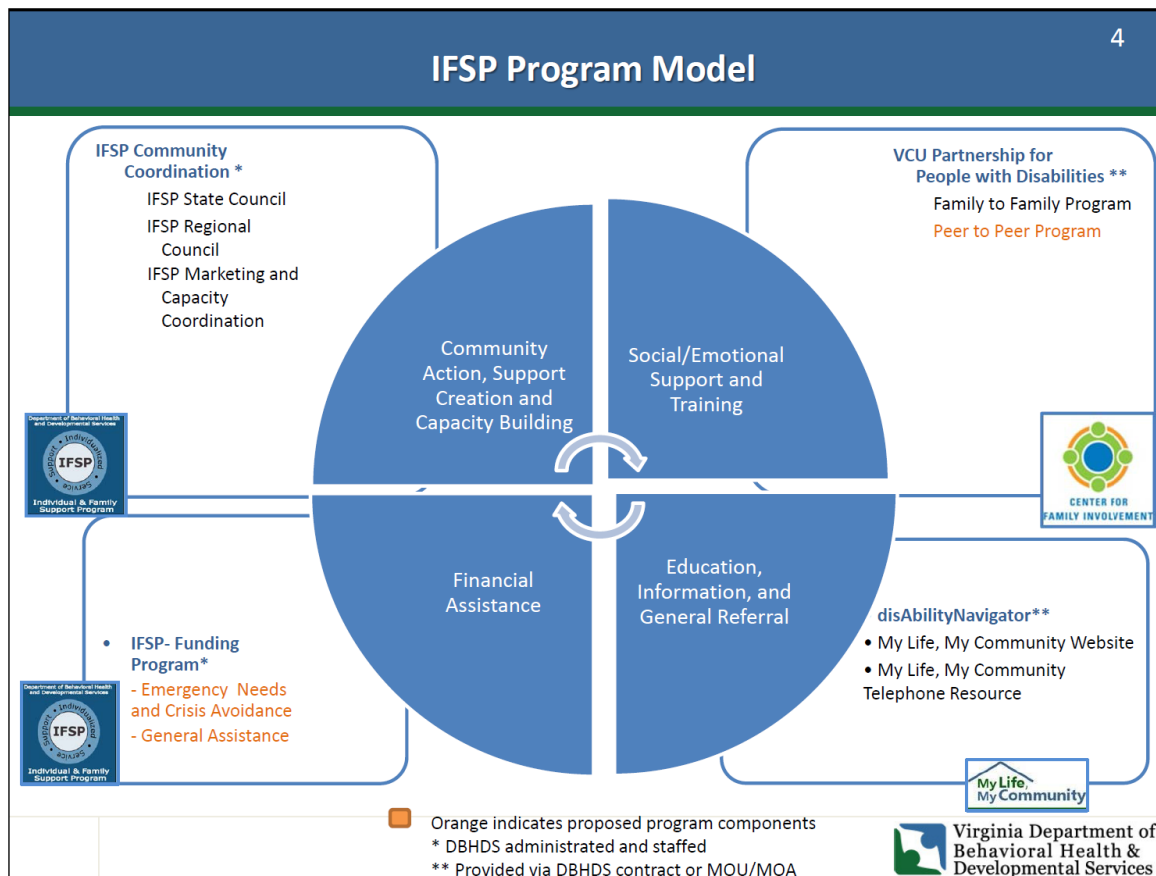 4
IFSP Program Model
IFSP Community
Coordination *
IFSP State Council
IFSP Regional
Council
IFSP Marketing and
Capacity
Coordination
VCU Partnership for
People with Disabilities **
Family to Family Program
Peer to Peer Program
Community
Action, Support
Creation and
Capacity Building
Social/Emotional
Support and
Training
Department of Behavioral Health
and Developmental Services
Support • Individualized • Service
IFSP
Individual & Family
Support Program
CENTER FOR
FAMILY INVOLVEMENT
Financial
Assistance
Education,
Information, and
General Referral
• IFSP- Funding
Program*
- Emergency Needs
and Crisis Avoidance
- General Assistance
Department of Behavioral Health
and Developmental Services
Support • Individualized • Service
IFSP
Individual & Family
Support Program
disAbilityNavigator**
• My Life, My Community Website
• My Life, My Community
Telephone Resource
My Life,
My Community
Orange indicates proposed program components
* DBHDS administrated and staffed
** Provided via DBHDS contract or MOU/MOA
Virginia Department of
Behavioral Health &
Developmental Services